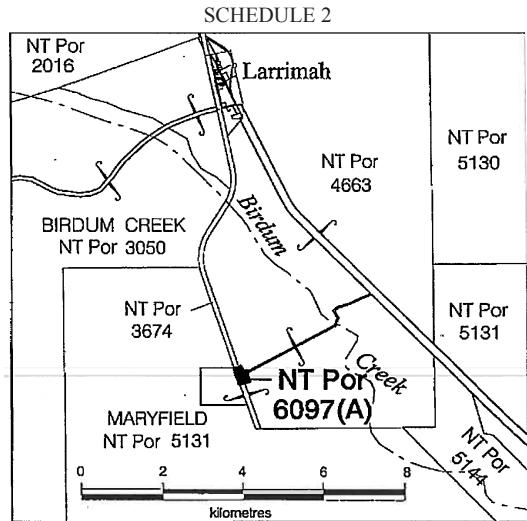 SCHEDULE 2
NT Por
2016
Larrimah
NT Por
5130
NT Por
4663
Birdum
BIRDUM CREEK
NT Por 3050
NT Por
3674
NT Por
5131
Creek
NT Por
6097(A)
MARYFIELD
NT Por 5131
NT Por
5144
0 2 4 6 8
kilometres